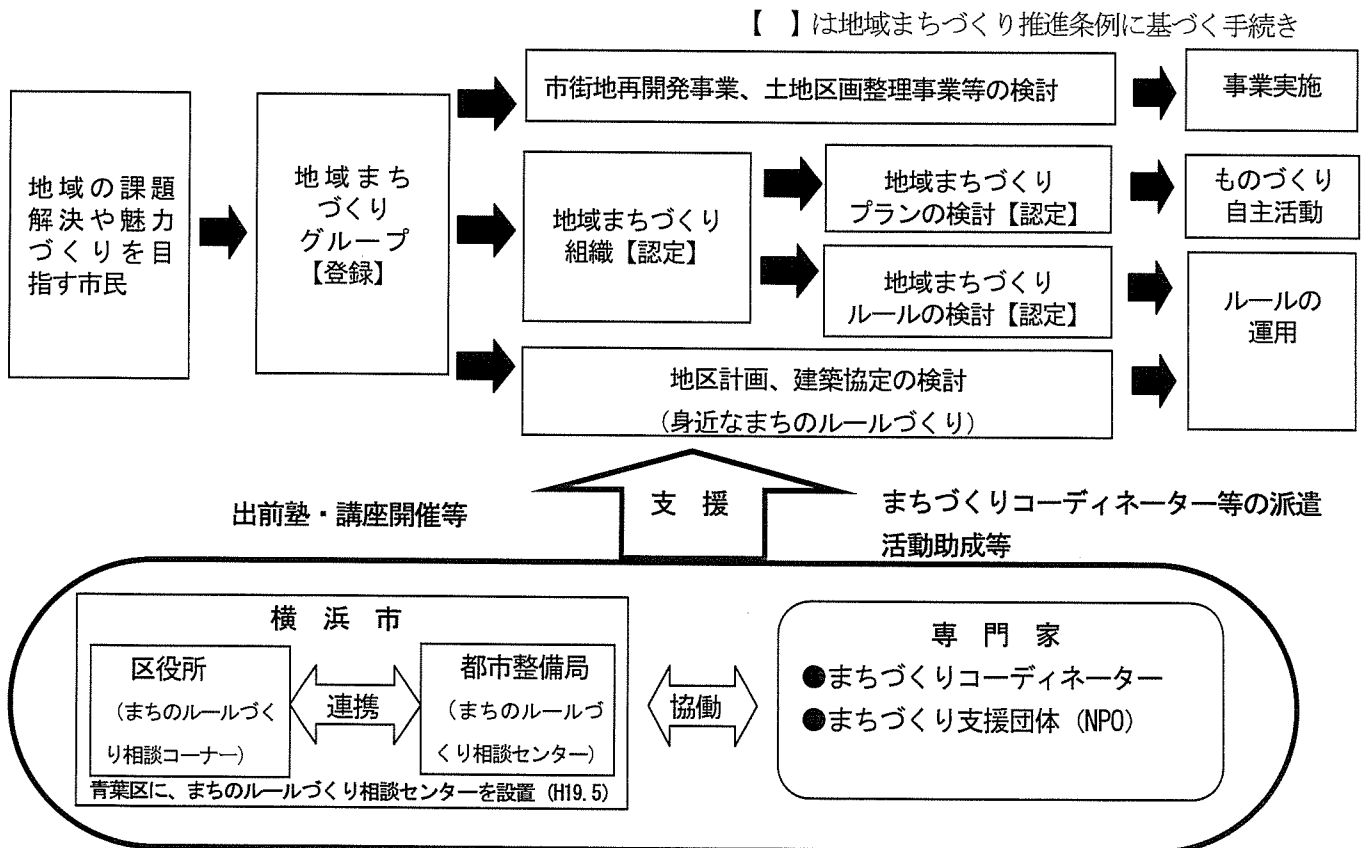 【　】は地域まちづくり推進条例に基づく手続き
地域の課題
解決や魅力
づくりを目
指す市民
地域まち
づくり
グループ
【登録】
市街地再開発事業、土地区画整理事業等の検討
事業実施
地域まちづくり
組織【認定】
地域まちづくり
プランの検討【認定】
ものづくり
自主活動
地域まちづくり
ルールの検討【認定】
ルールの
運用
地区計画、建築協定の検討
（身近なまちのルールづくり）
出前塾・講座開催等
支　援
まちづくりコーディネーター等の派遣
活動助成等
横　浜　市
区役所
（まちのルールづく
り相談コーナー）
連携
都市整備局
（まちのルールづ
くり相談センター）
青葉区に、まちのルールづくり相談センターを設置（H19.5）
協働
専　門　家
●まちづくりコーディネーター
●まちづくり支援団体（NPO）